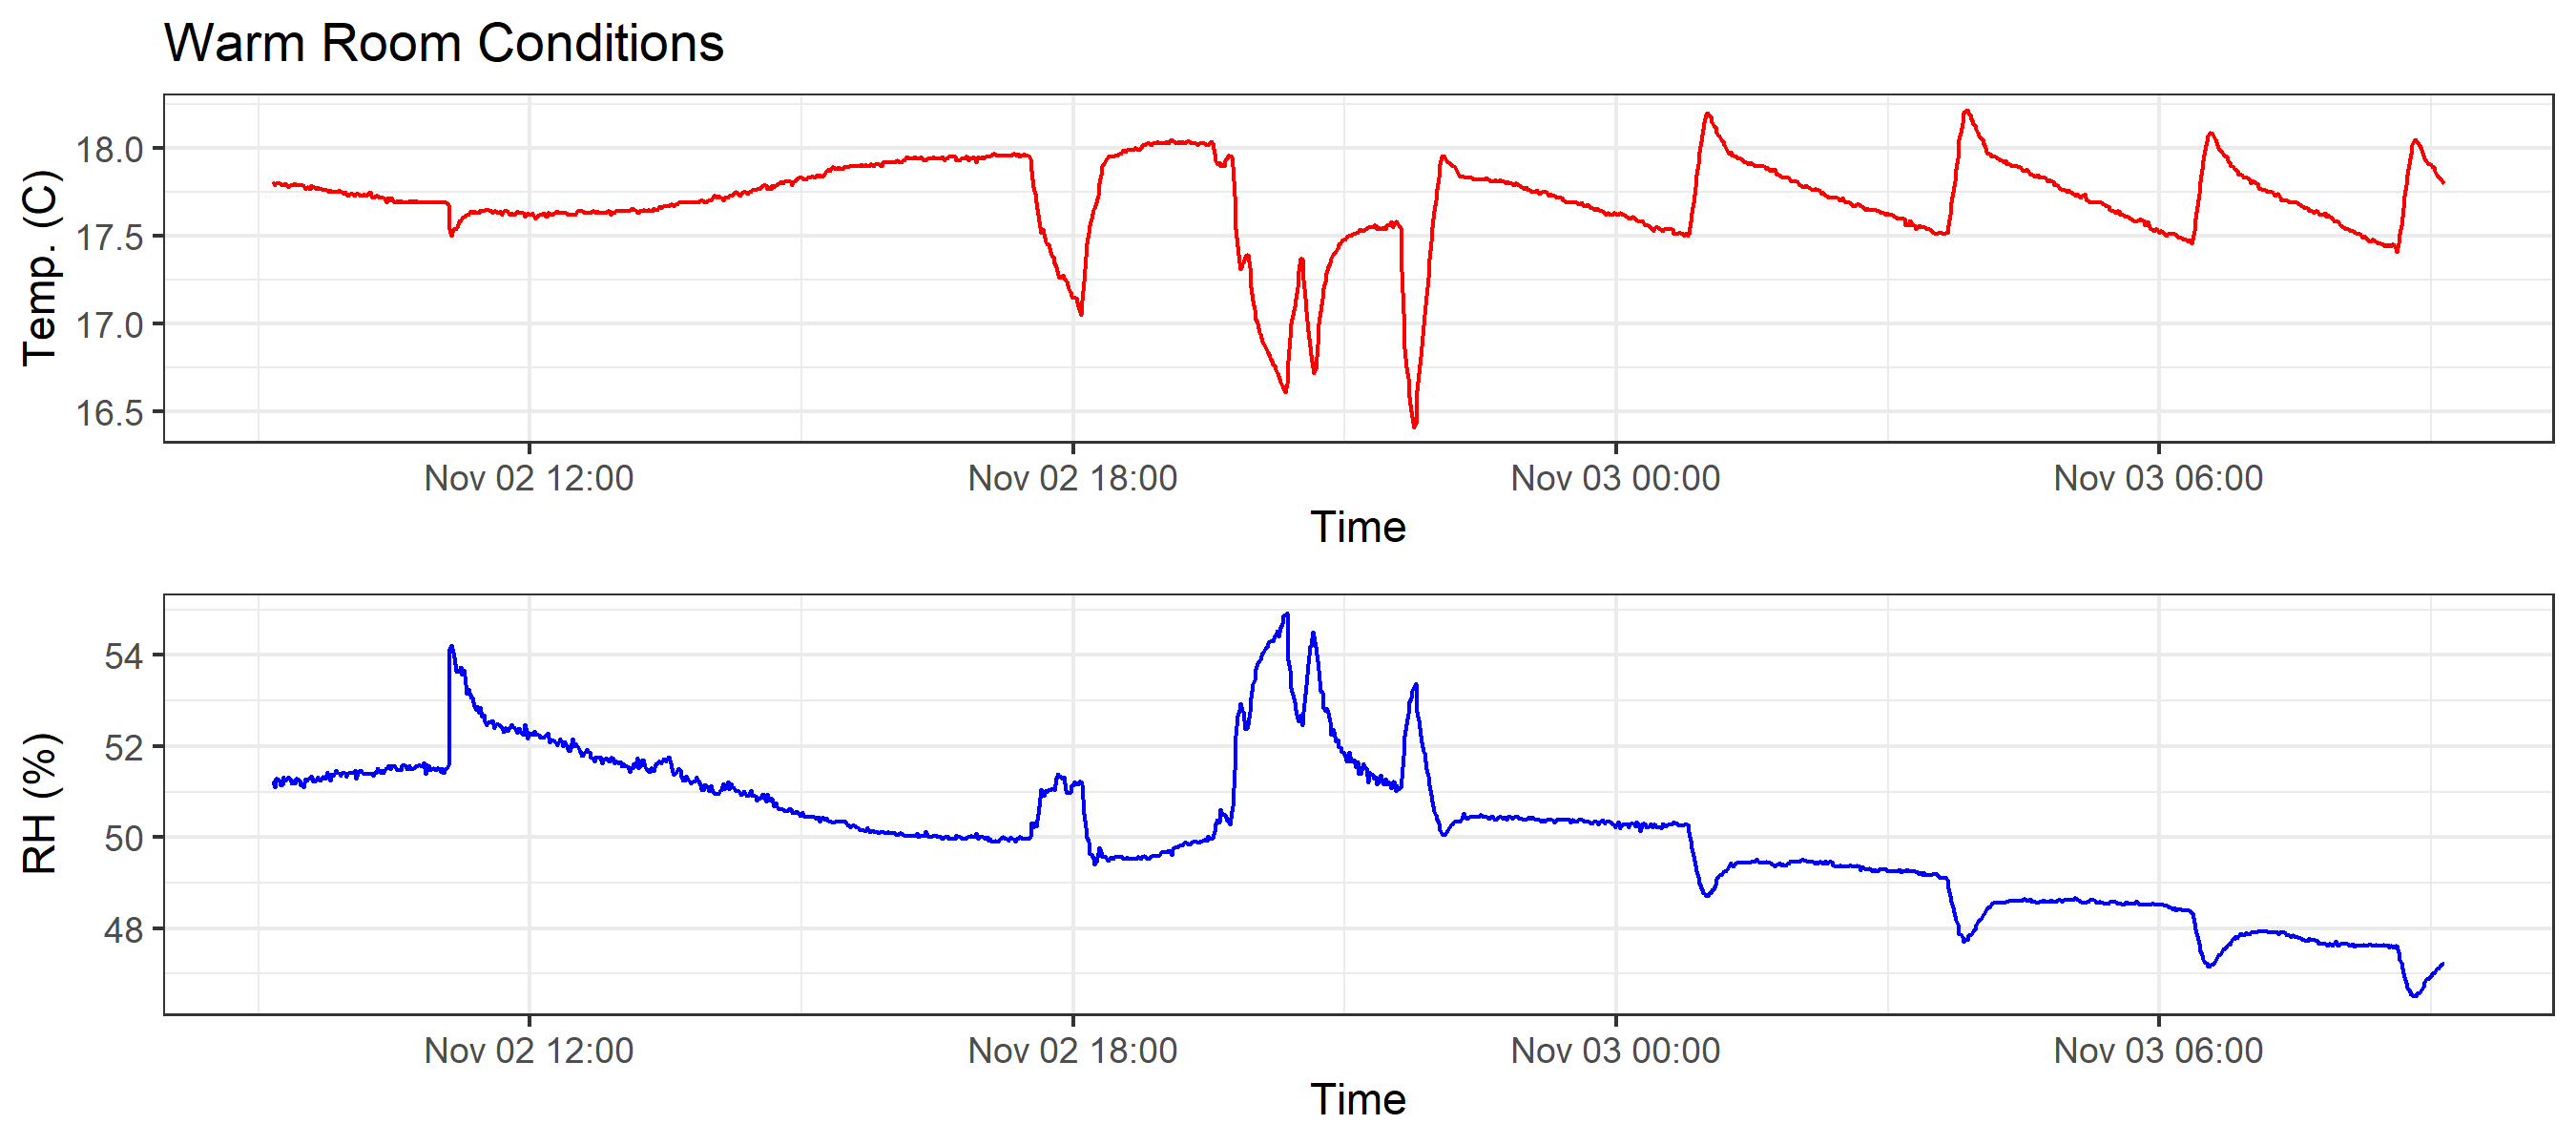 Warm Room Conditions
Temp. (C)
18.0
17.5
17.0
16.5
Nov 02 12:00 Nov 02 18:00 Nov 03 00:00 Nov 03 06:00
Time
RH (%)
54
52
50
48
Nov 02 12:00 Nov 02 18:00 Nov 03 00:00 Nov 03 06:00
Time